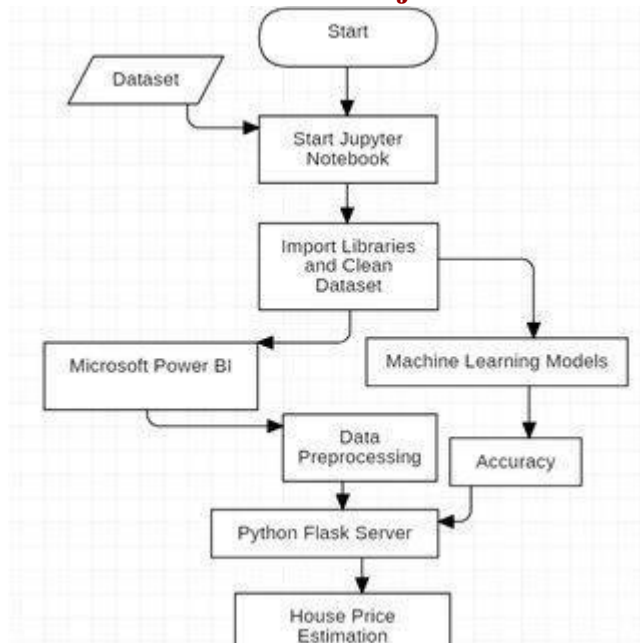 Start
Dataset
Start Jupyter
Notebook
Import Libraries
and Clean
Dataset
Microsoft Power BI
Machine Learning Models
Data
Preprocessing
Accuracy
Python Flask Server
House Price
Estimation